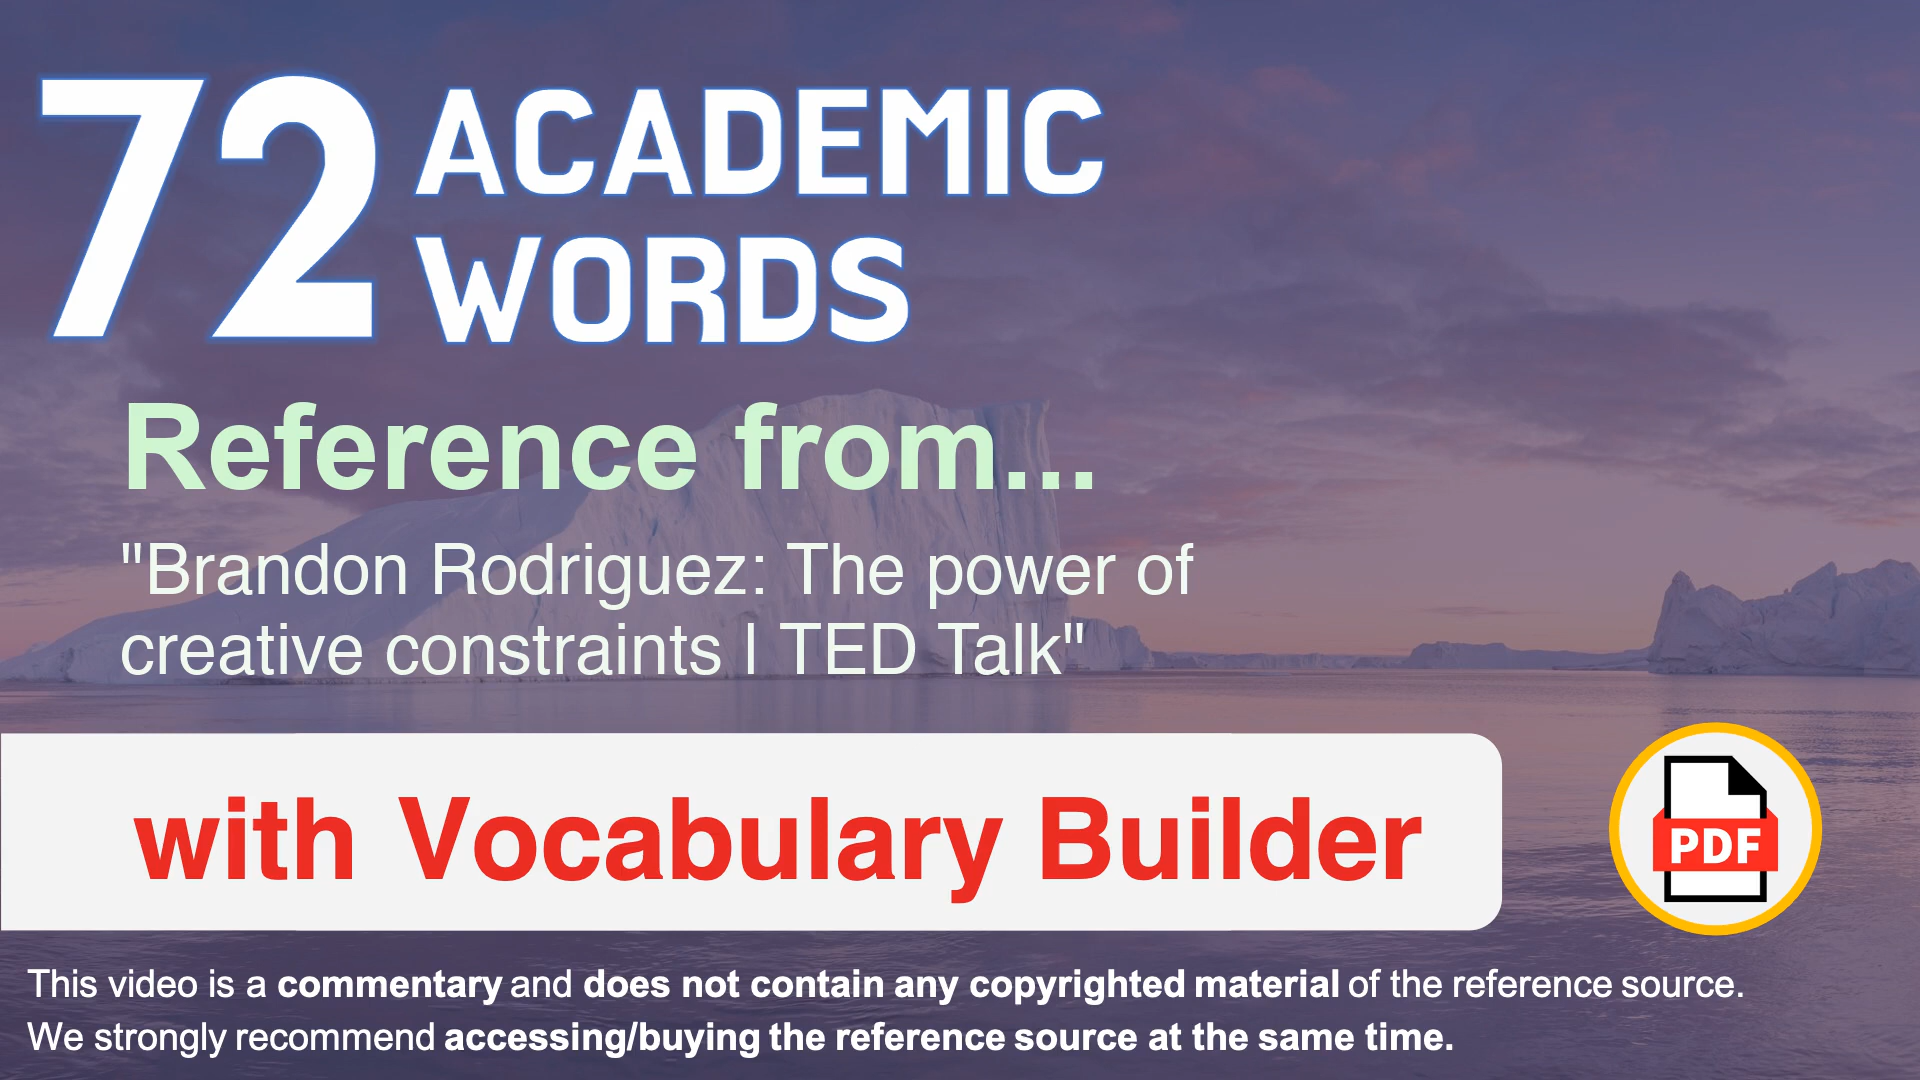 72 ACADEMIC
WORDS
Reference from...
"Brandon Rodriguez: The power of
creative constraints | TED Talk"
with Vocabulary Builder
PDF
This video is a commentary and does not contain any copyrighted material of the reference source.
We strongly recommend accessing/buying the reference source at the same time.